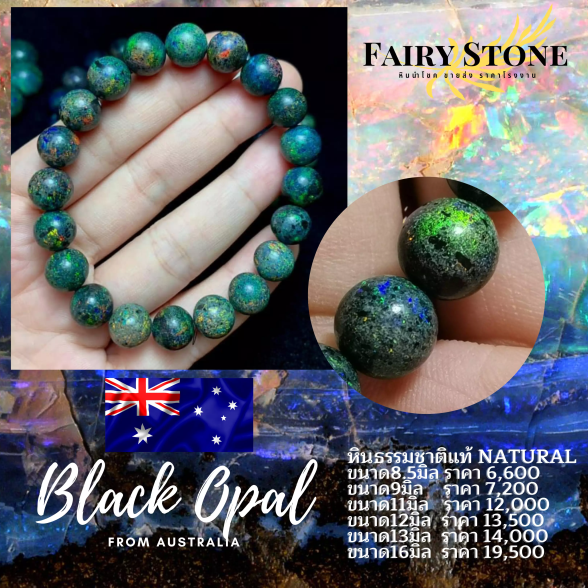 FAIRY STONE
หินนำโชค ขายส่ง ราคาโรงงาน
หินธรรมชาติแท้ NATURAL
ขนาด8.5มิล ราคา 6,600
ขนาด9มิล ราคา 7,200
ขนาด11มิล ราคา 12,000
ขนาด12มิล ราคา 13,500
ขนาด13มิล ราคา 14,000
ขนาด16มิล ราคา 19,500
Black Opal
FROM AUSTRALIA